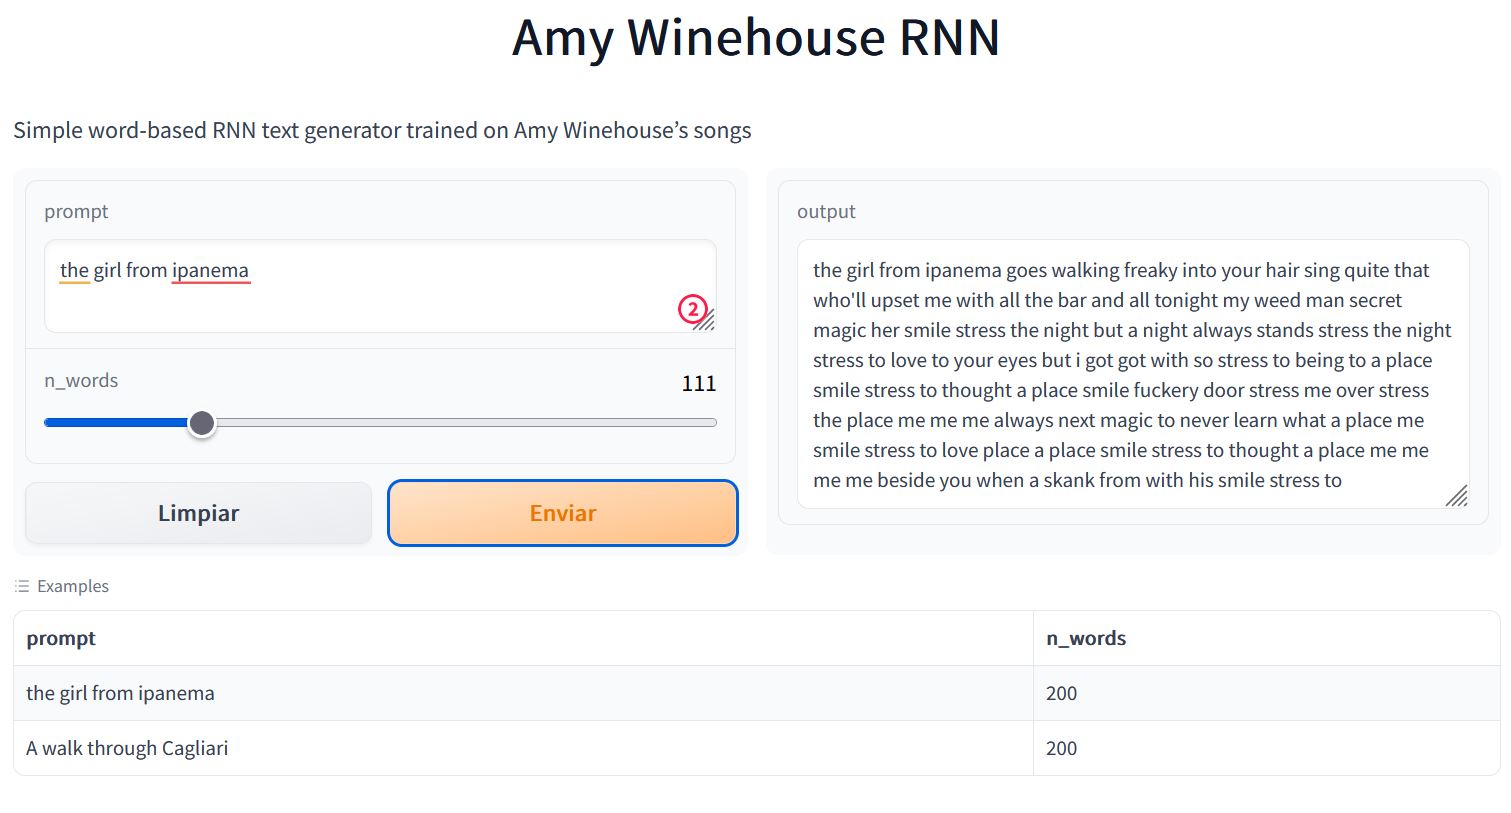 Amy Winehouse RNN
Simple word-based RNN text generator trained on Amy Winehouse’s songs
prompt
the girl from ipanema
2
n_words
111
Limpiar
Enviar
output
the girl from ipanema goes walking freaky into your hair sing quite that
who'll upset me with all the bar and all tonight my weed man secret
magic her smile stress the night but a night always stands stress the night
stress to love to your eyes but i got got with so stress to being to a place
smile stress to thought a place smile fuckery door stress me over stress
the place me me me always next magic to never learn what a place me
smile stress to love place a place smile stress to thought a place me me
me me beside you when a skank from with his smile stress to
Examples
prompt n_words
the girl from ipanema 200
A walk through Cagliari 200